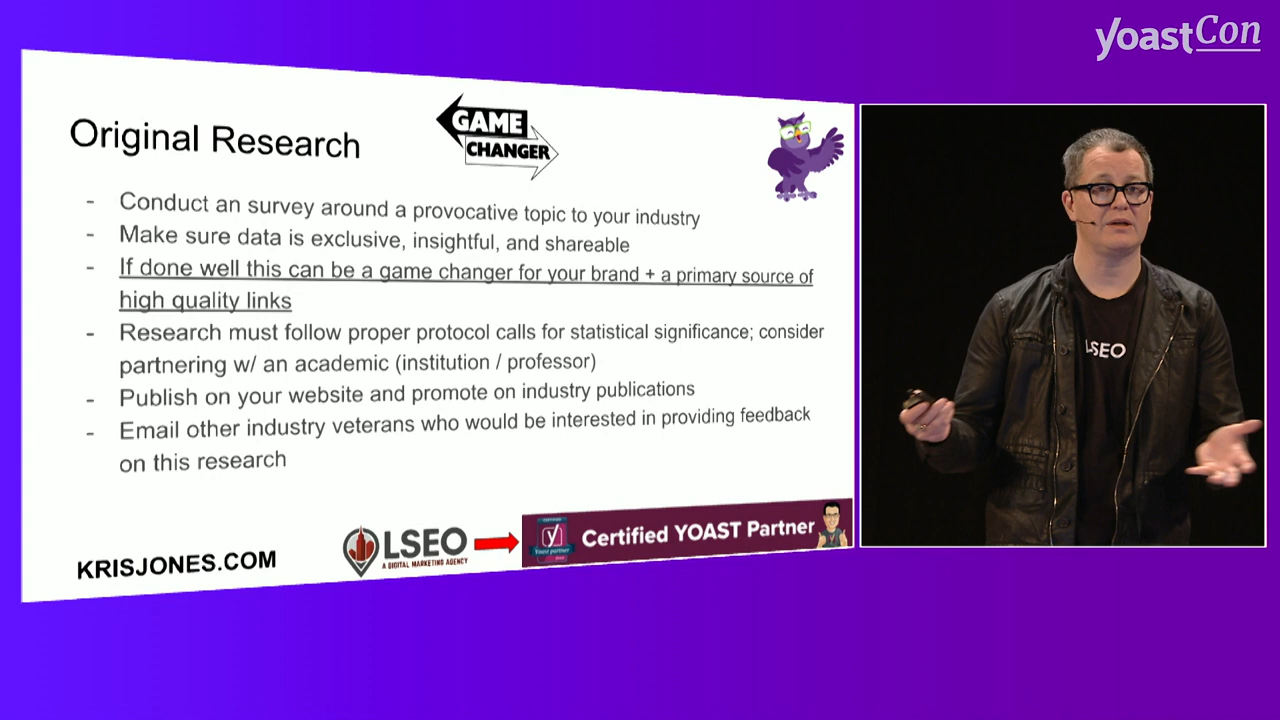 yoastCon
Original Research
GAME
CHANGER
- Conduct an survey around a provocative topic to your industry
- Make sure data is exclusive, insightful, and shareable
- If done well this can be a game changer for your brand + a primary source of
high quality links
- Research must follow proper protocol calls for statistical significance; consider
partnering w/ an academic (institution / professor)
- Publish on your website and promote on industry publications
- Email other industry veterans who would be interested in providing feedback
on this research
KRISJONES.COM
LSEO
A DIGITAL MARKETING AGENCY
y
Yoast partner
Certified YOAST Partner
LSEO